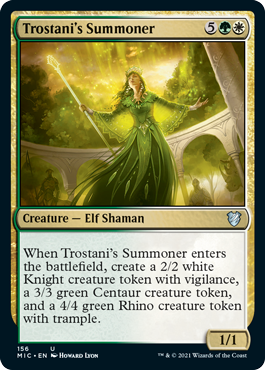 Trostani's Summoner 5
Creature — Elf Shaman
When Trostani's Summoner enters
the battlefield, create a 2/2 white
Knight creature token with vigilance,
a 3/3 green Centaur creature token,
and a 4/4 green Rhino creature token
with trample.
1/1
156 U
MIC • EN Howard Lyon
™ & © 2021 Wizards of the Coast